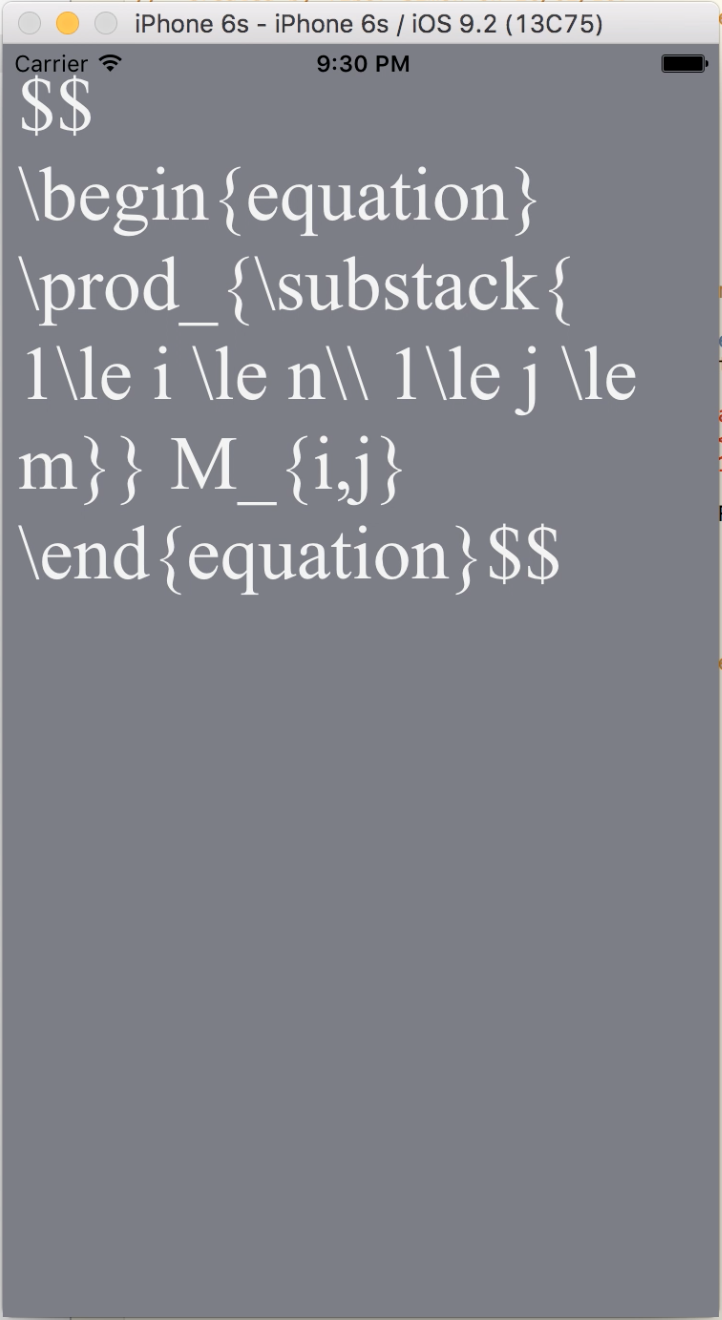 iPhone 6s - iPhone 6s / iOS 9.2 (13C75)
Carrier 9:30 PM
$$
\begin{equation}
\prod_{\substack{
1\le i \le n\\ 1\le j \le
m}} M_{i,j}
\end{equation}$$